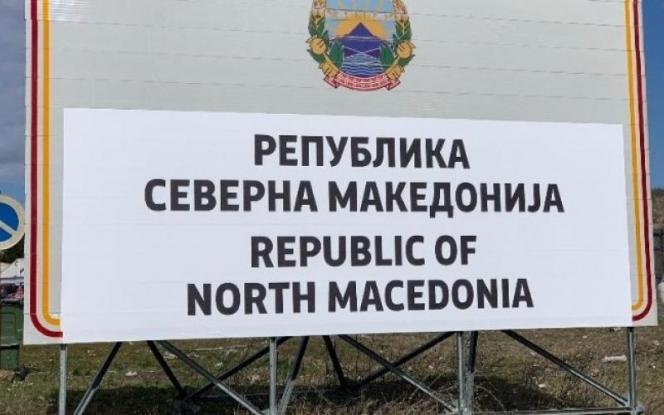 РЕПУБЛИКА
СЕВЕРНА МАКЕДОНИЈА
REPUBLIC OF
NORTH MACEDONIA